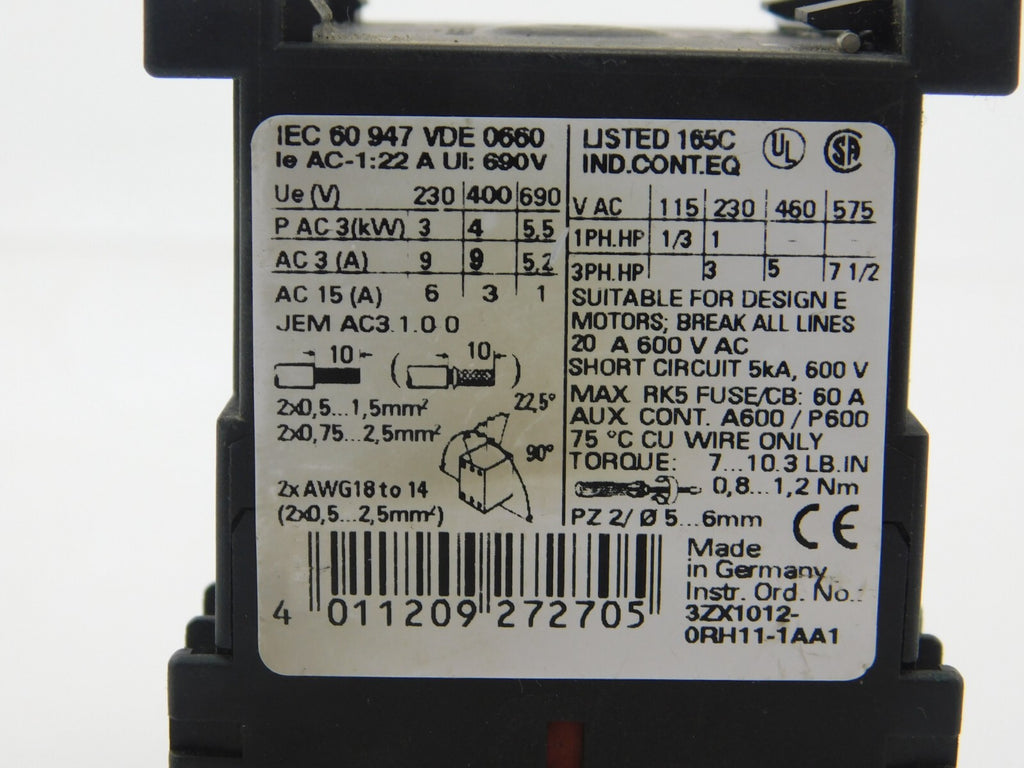 IEC 60 947 VDE 0660
Ie AC-1:22 A UI: 690V
Ue (V) 230 400 690
P AC 3(kW) 3 4 5,5
AC 3 (A) 9 9 5,2
AC 15 (A) 6 3 1
JEM AC3.1.0 0
10 ( 10 )
2x0,5...1,5mm²
2x0,75...2,5mm²
22,5°
90°
2x AWG18 to 14
(2x0,5...2,5mm²)
4 011209 272705
LISTED 165C UL SA
IND.CONT.EQ
V AC 115 230 460 575
1PH.HP 1/3 1 - -
3PH.HP 3 5 7 1/2
SUITABLE FOR DESIGN E
MOTORS; BREAK ALL LINES
20 A 600 V AC
SHORT CIRCUIT 5kA, 600 V
MAX. RK5 FUSE/CB: 60 A
AUX. CONT. A600 / P600
75 °C CU WIRE ONLY
TORQUE: 7...10.3 LB.IN
0,8...1,2 Nm
PZ 2/ Ø 5...6mm CE
Made
in Germany
Instr. Ord. No.:
3ZX1012-
0RH11-1AA1